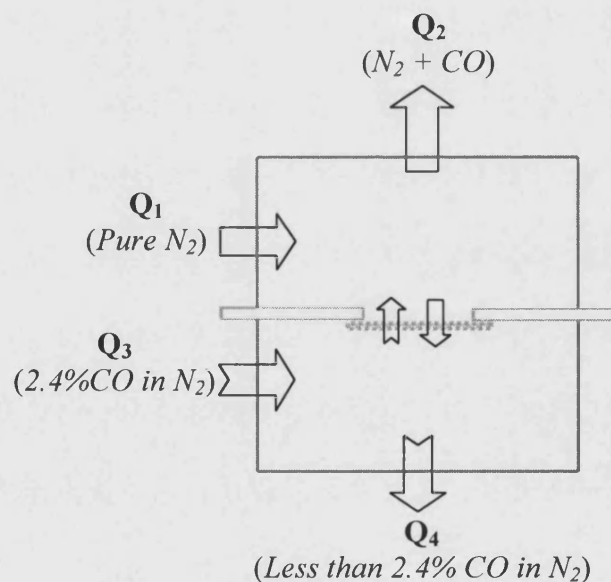 Q₂
(N₂ + CO)
Q₁
(Pure N₂)
Q₃
(2.4%CO in N₂)
Q₄
(Less than 2.4% CO in N₂)